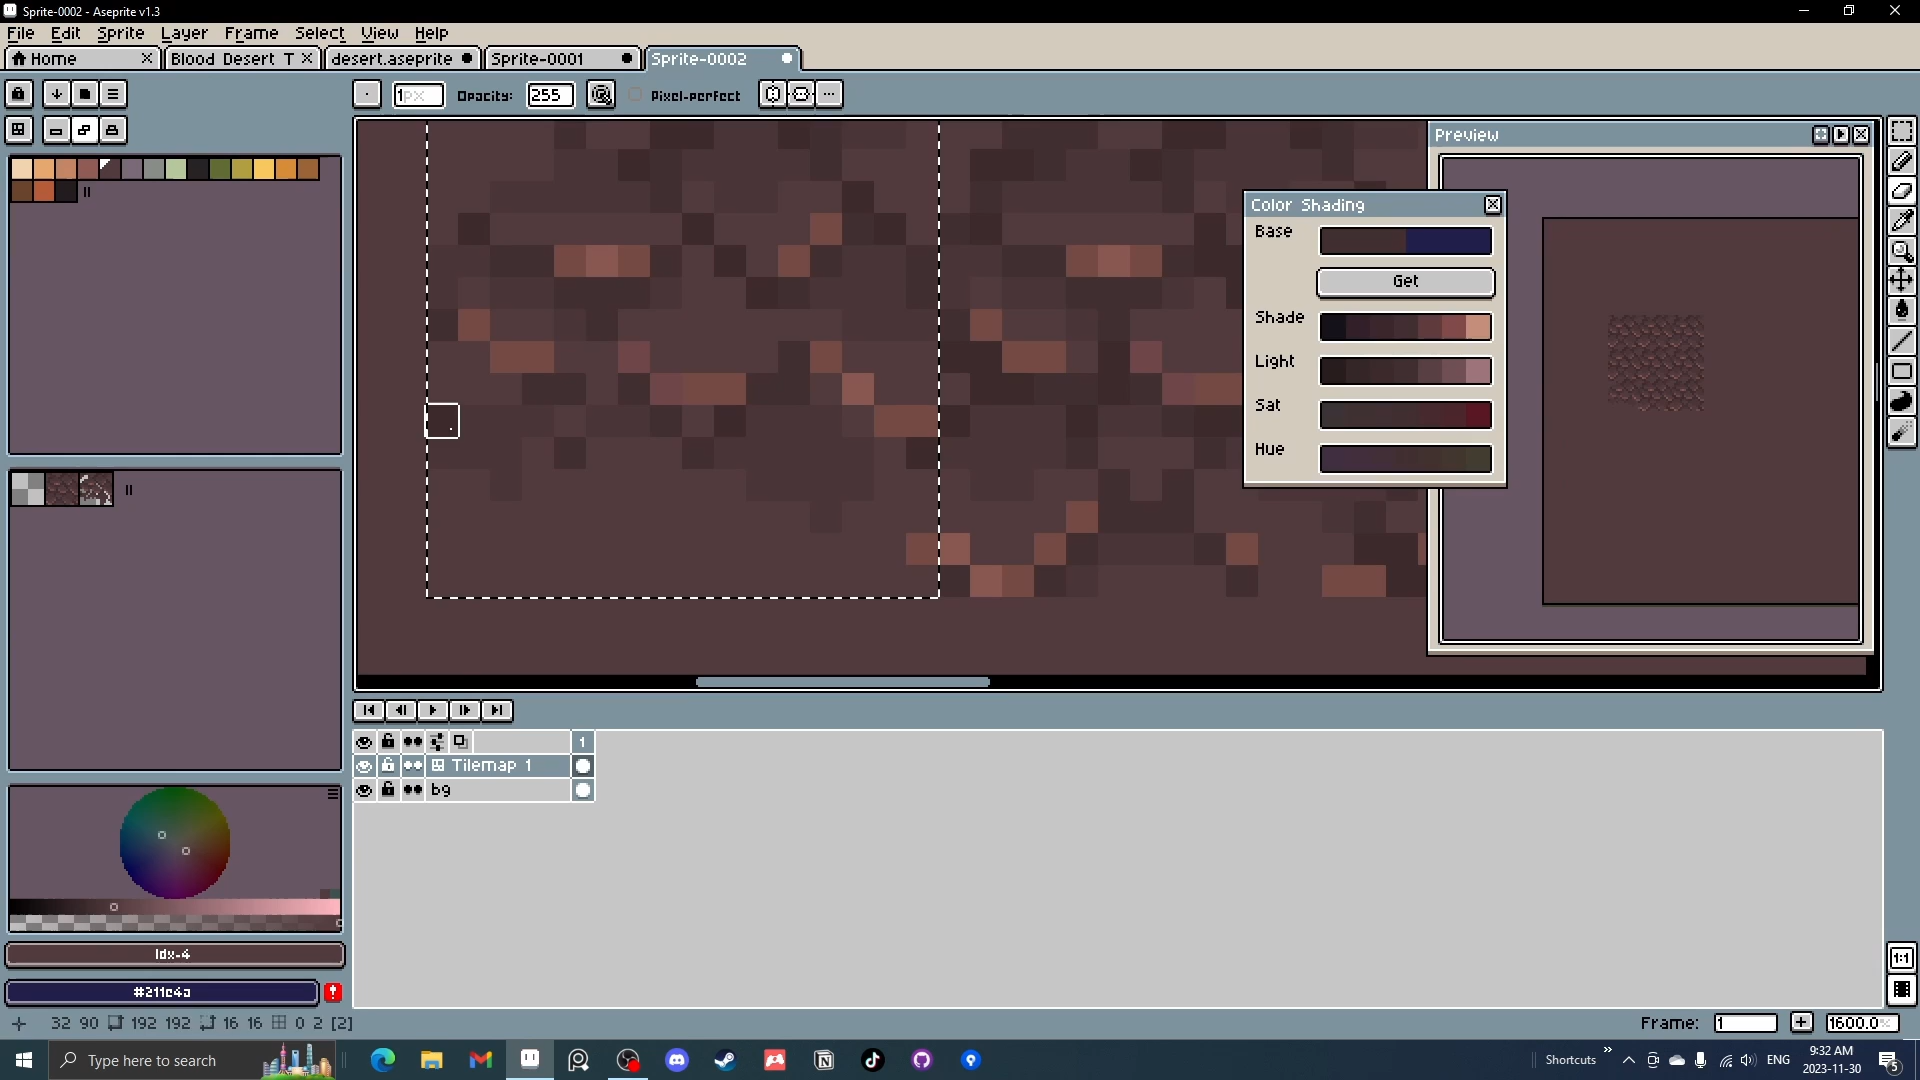 Sprite-0002 - Aseprite v1.3
File Edit Sprite Layer Frame Select View Help
Home Blood Desert T desert.aseprite Sprite-0001 Sprite-0002
1px Opacity: 255 Pixel-perfect
Preview
Color Shading
Base
Get
Shade
Light
Sat
Hue
1
Tilemap 1
bg
Idx-4
#211c4a
32 90 192 192 16 16 0 2 [2]
Frame: 1 1600.0%
1:1
Type here to search
Shortcuts
ENG
9:32 AM
2023-11-30
5